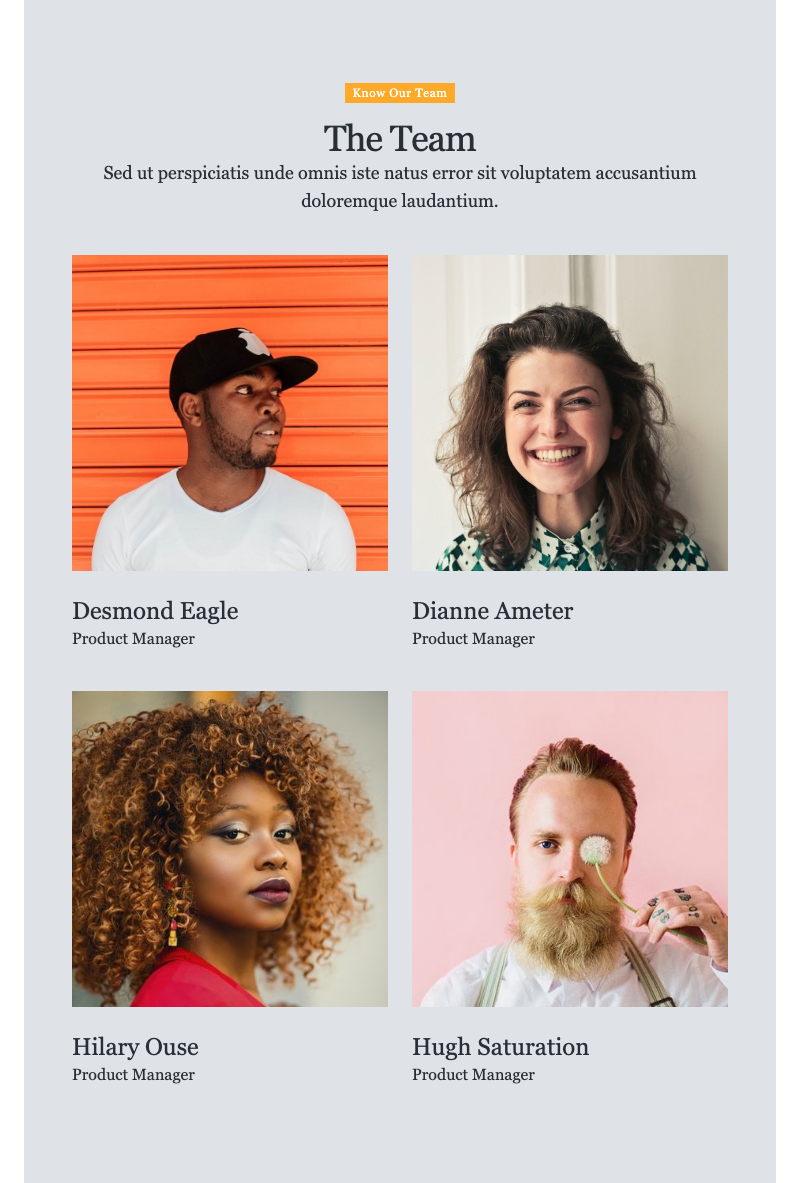 Know Our Team
The Team
Sed ut perspiciatis unde omnis iste natus error sit voluptatem accusantium
doloremque laudantium.
Desmond Eagle
Dianne Ameter
Product Manager
Product Manager
Hilary Ouse
Hugh Saturation
Product Manager
Product Manager